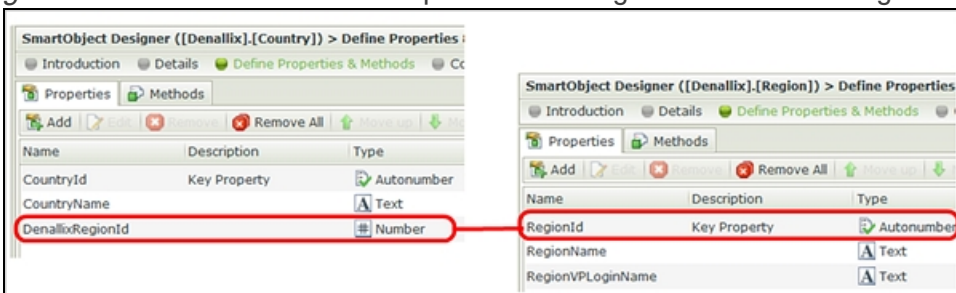 SmartObject Designer ([Denallix].[Country]) > Define Properties
Introduction Details Define Properties & Methods
Properties Methods
Add Edit Remove Remove All Move up
Name Description Type
CountryId Key Property Autonumber
CountryName Text
DenallixRegionId Number
SmartObject Designer ([Denallix].[Region]) > Define Properties
Introduction Details Define Properties & Methods
Properties Methods
Add Edit Remove Remove All Move up
Name Description Type
RegionId Key Property Autonumber
RegionName Text
RegionVPLoginName Text